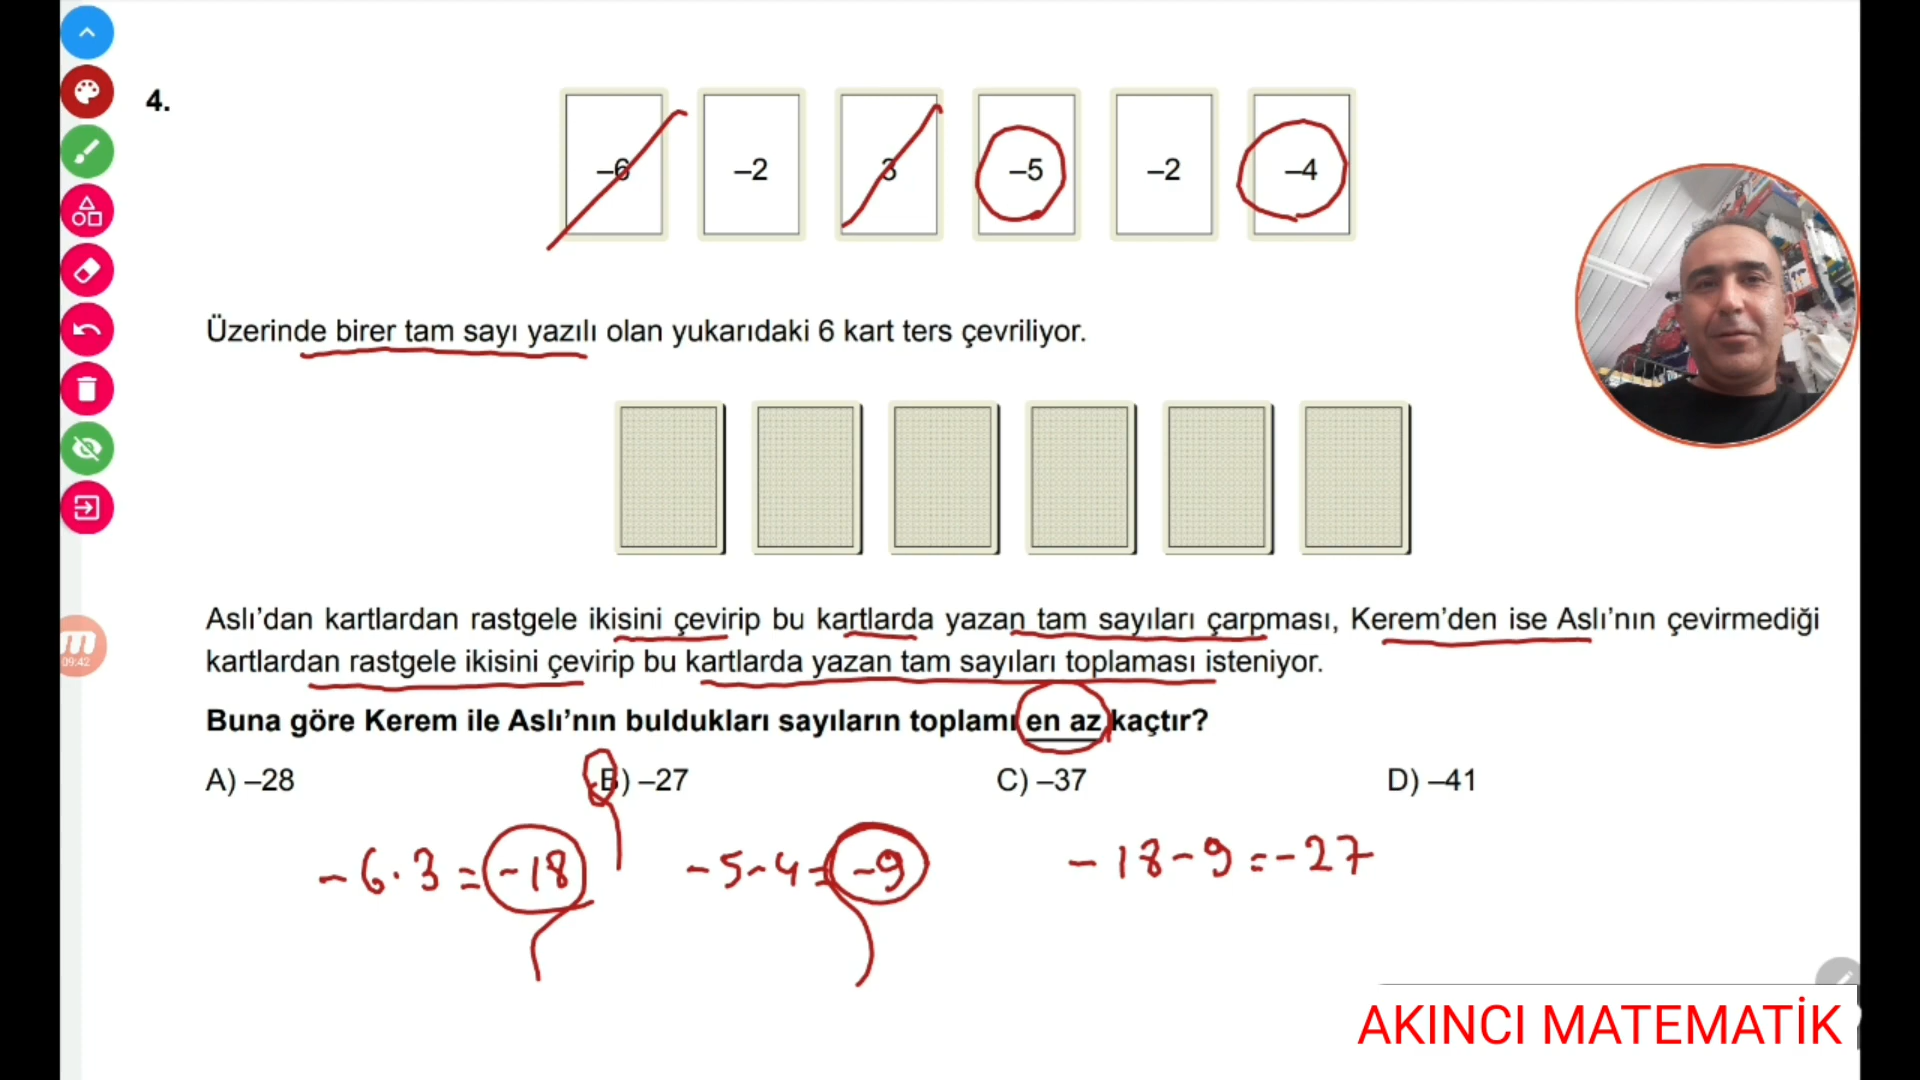 4.
–6 –2 3 –5 –2 –4
Üzerinde birer tam sayı yazılı olan yukarıdaki 6 kart ters çevriliyor.
Aslı’dan kartlardan rastgele ikisini çevirip bu kartlarda yazan tam sayıları çarpması, Kerem’den ise Aslı’nın çevirmediği
kartlardan rastgele ikisini çevirip bu kartlarda yazan tam sayıları toplaması isteniyor.
Buna göre Kerem ile Aslı’nın buldukları sayıların toplamı en az kaçtır?
A) –28 B) –27 C) –37 D) –41
-6.3=-18 -5-4=-9 -18-9=-27
09:42
AKINCI MATEMATİK